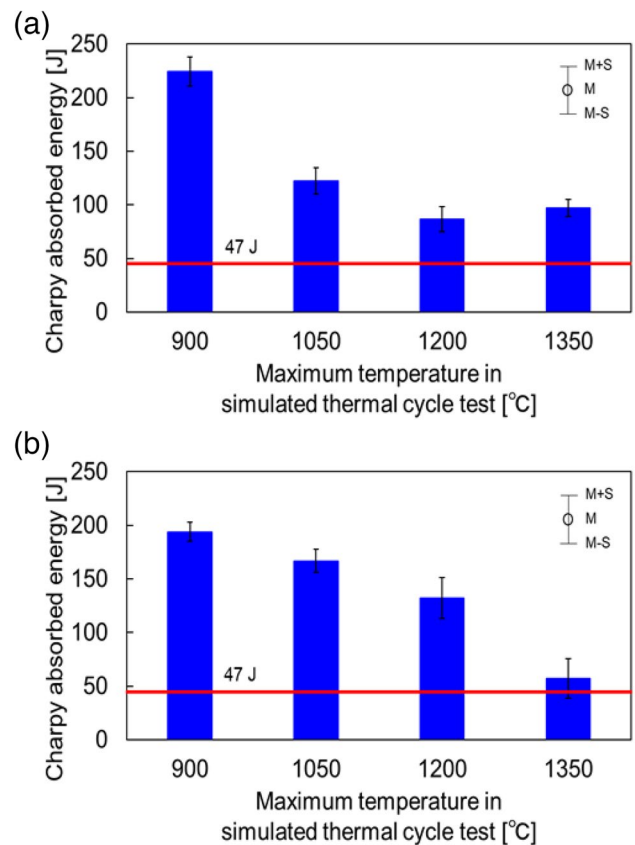 (a)
Charpy absorbed energy [J]
250
200
150
100
50
0
M+S
M
M-S
47 J
900 1050 1200 1350
Maximum temperature in
simulated thermal cycle test [°C]
(b)
Charpy absorbed energy [J]
250
200
150
100
50
0
M+S
M
M-S
47 J
900 1050 1200 1350
Maximum temperature in
simulated thermal cycle test [°C]